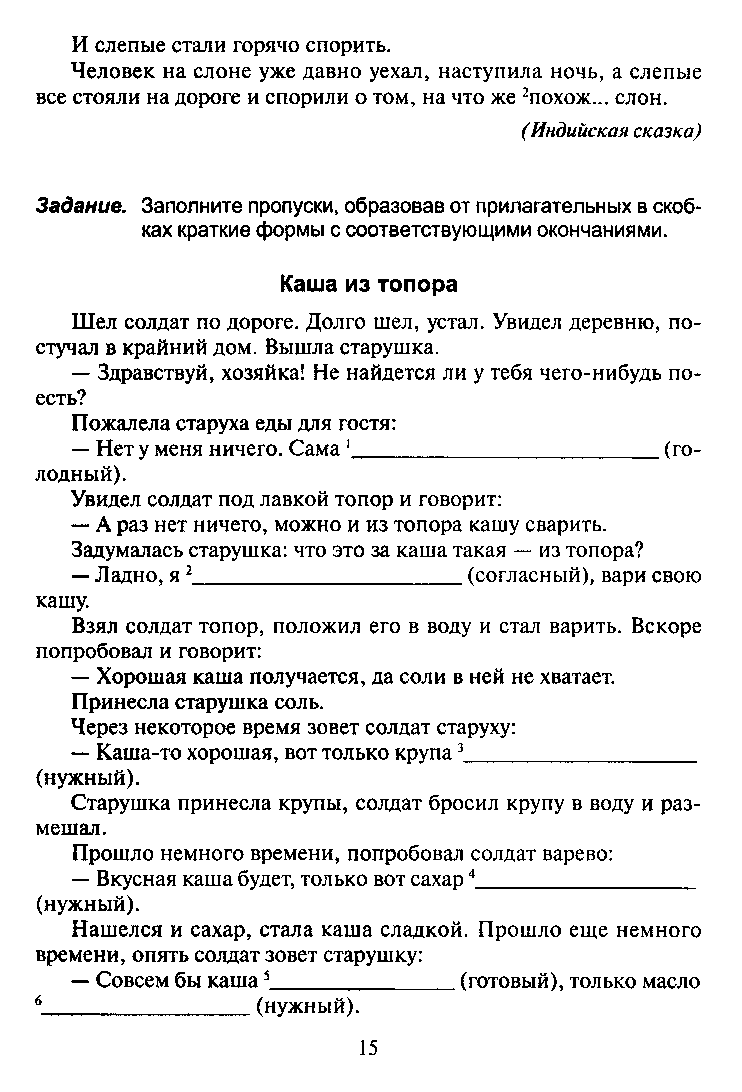 И слепые стали горячо спорить.
Человек на слоне уже давно уехал, наступила ночь, а слепые
все стояли на дороге и спорили о том, на что же ²похож... слон.
(Индийская сказка)
Задание. Заполните пропуски, образовав от прилагательных в скоб-
ках краткие формы с соответствующими окончаниями.
Каша из топора
Шел солдат по дороге. Долго шел, устал. Увидел деревню, по-
стучал в крайний дом. Вышла старушка.
— Здравствуй, хозяйка! Не найдется ли у тебя чего-нибудь по-
есть?
Пожалела старуха еды для гостя:
— Нет у меня ничего. Сама ¹____________________________ (го-
лодный).
Увидел солдат под лавкой топор и говорит:
— А раз нет ничего, можно и из топора кашу сварить.
Задумалась старушка: что это за каша такая — из топора?
— Ладно, я ²________________________ (согласный), вари свою
кашу.
Взял солдат топор, положил его в воду и стал варить. Вскоре
попробовал и говорит:
— Хорошая каша получается, да соли в ней не хватает.
Принесла старушка соль.
Через некоторое время зовет солдат старуху:
— Каша-то хорошая, вот только крупа ³_____________________
(нужный).
Старушка принесла крупы, солдат бросил крупу в воду и раз-
мешал.
Прошло немного времени, попробовал солдат варево:
— Вкусная каша будет, только вот сахар ⁴____________________
(нужный).
Нашелся и сахар, стала каша сладкой. Прошло еще немного
времени, опять солдат зовет старушку:
— Совсем бы каша ⁵________________ (готовый), только масло
⁶__________________ (нужный).
15